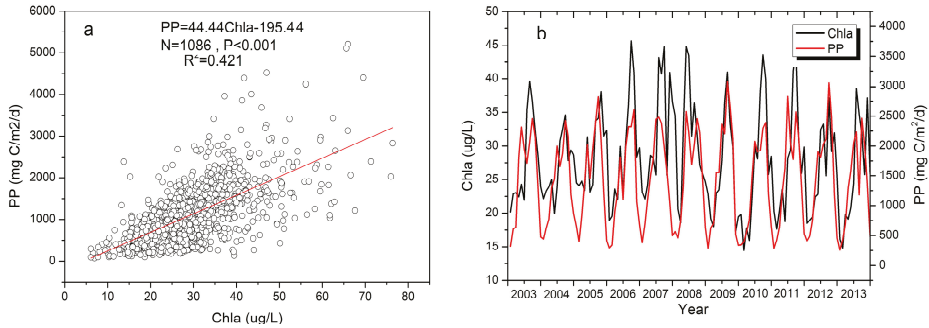 a
PP=44.44Chla-195.44
N=1086 , P<0.001
R²=0.421
6000
5000
4000
3000
2000
1000
0
PP (mg C/m2/d)
0 10 20 30 40 50 60 70 80
Chla (ug/L)
b
Chla
PP
50
45
40
35
30
25
20
15
10
Chla (ug/L)
4000
3500
3000
2500
2000
1500
1000
500
0
PP (mg C/m²/d)
2003 2004 2005 2006 2007 2008 2009 2010 2011 2012 2013
Year